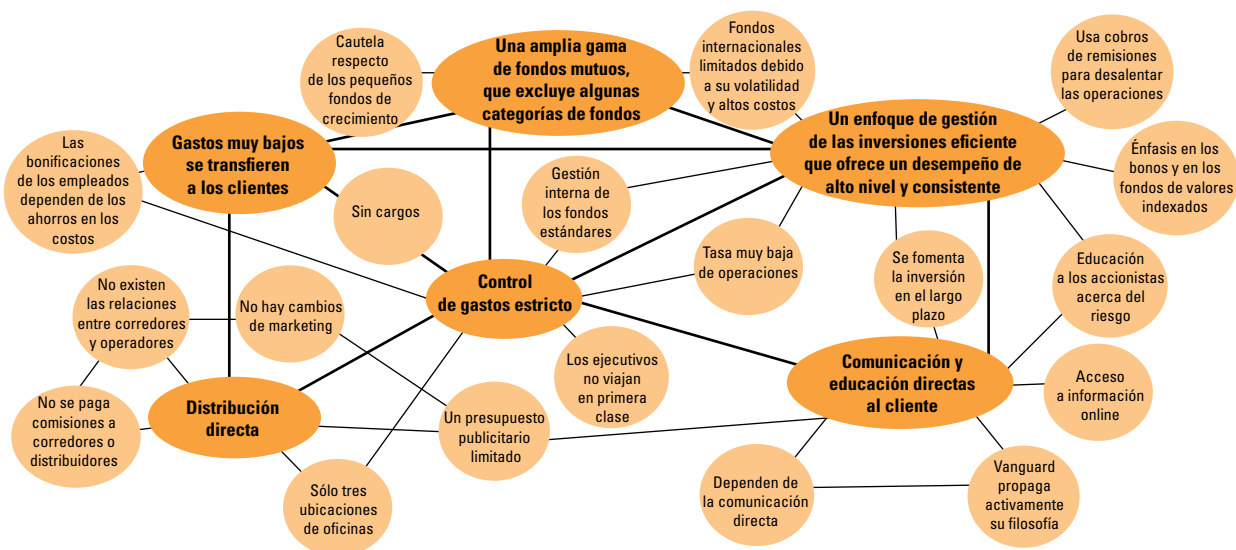 Cautela
respecto
de los pequeños
fondos de
crecimiento
Una amplia gama
de fondos mutuos,
que excluye algunas
categorías de fondos
Fondos
internacionales
limitados debido
a su volatilidad
y altos costos
Usa cobros
de remisiones
para desalentar
las operaciones
Las
bonificaciones
de los empleados
dependen de los
ahorros en los
costos
Gastos muy bajos
se transfieren
a los clientes
Un enfoque de gestión
de las inversiones eficiente
que ofrece un desempeño de
alto nivel y consistente
Énfasis en los
bonos y en los
fondos de valores
indexados
Sin cargos
Gestión
interna de
los fondos
estándares
Tasa muy baja
de operaciones
Se fomenta
la inversión
en el largo
plazo
Educación
a los accionistas
acerca del
riesgo
No existen
las relaciones
entre corredores
y operadores
No hay cambios
de marketing
Control
de gastos estricto
Los ejecutivos
no viajan
en primera
clase
Comunicación y
educación directas
al cliente
Acceso
a información
online
No se paga
comisiones a
corredores o
distribuidores
Distribución
directa
Un presupuesto
publicitario
limitado
Sólo tres
ubicaciones
de oficinas
Dependen de
la comunicación
directa
Vanguard
propaga
activamente
su filosofía